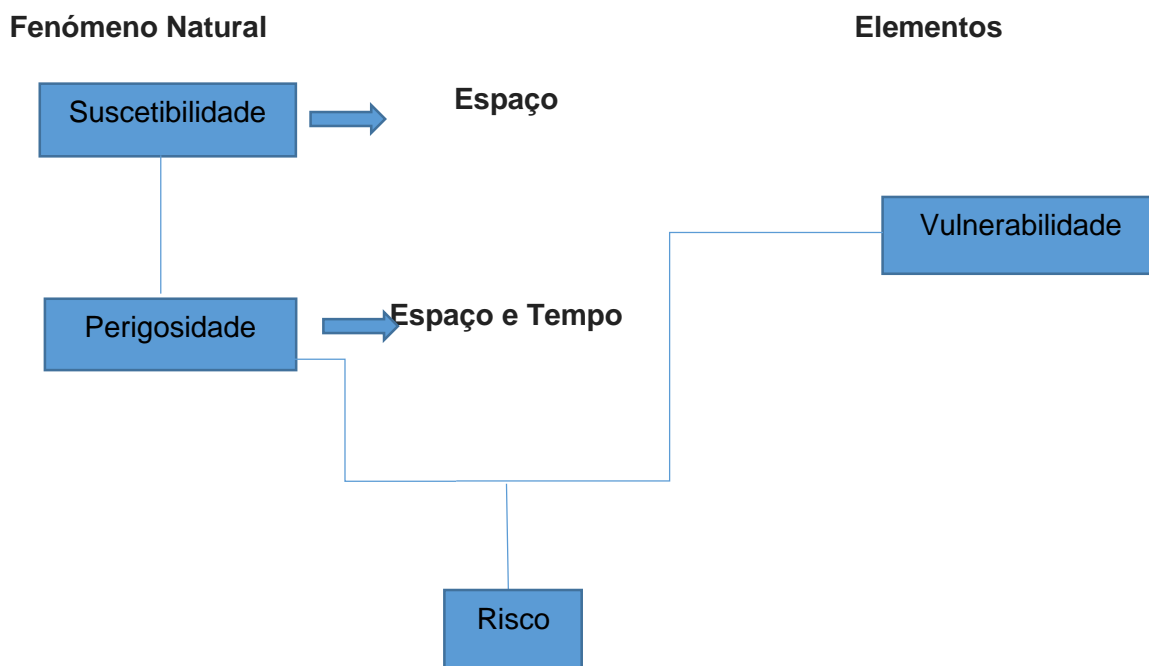 Fenómeno Natural
Elementos
Suscetibilidade
Espaço
Vulnerabilidade
Perigosidade
Espaço e Tempo
Risco